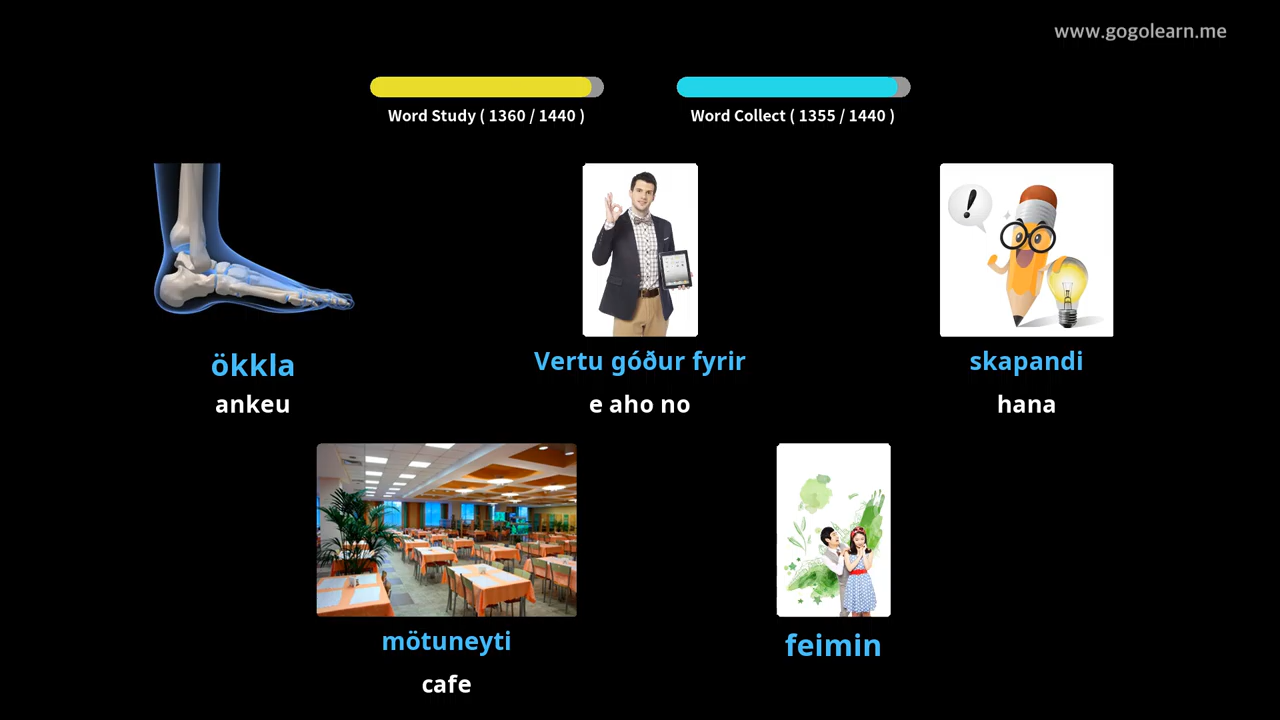 www.gogolearn.me
Word Study ( 1360 / 1440 )
Word Collect ( 1355 / 1440 )
ökkla
ankeu
Vertu góður fyrir
e aho no
skapandi
hana
mötuneyti
cafe
feimin